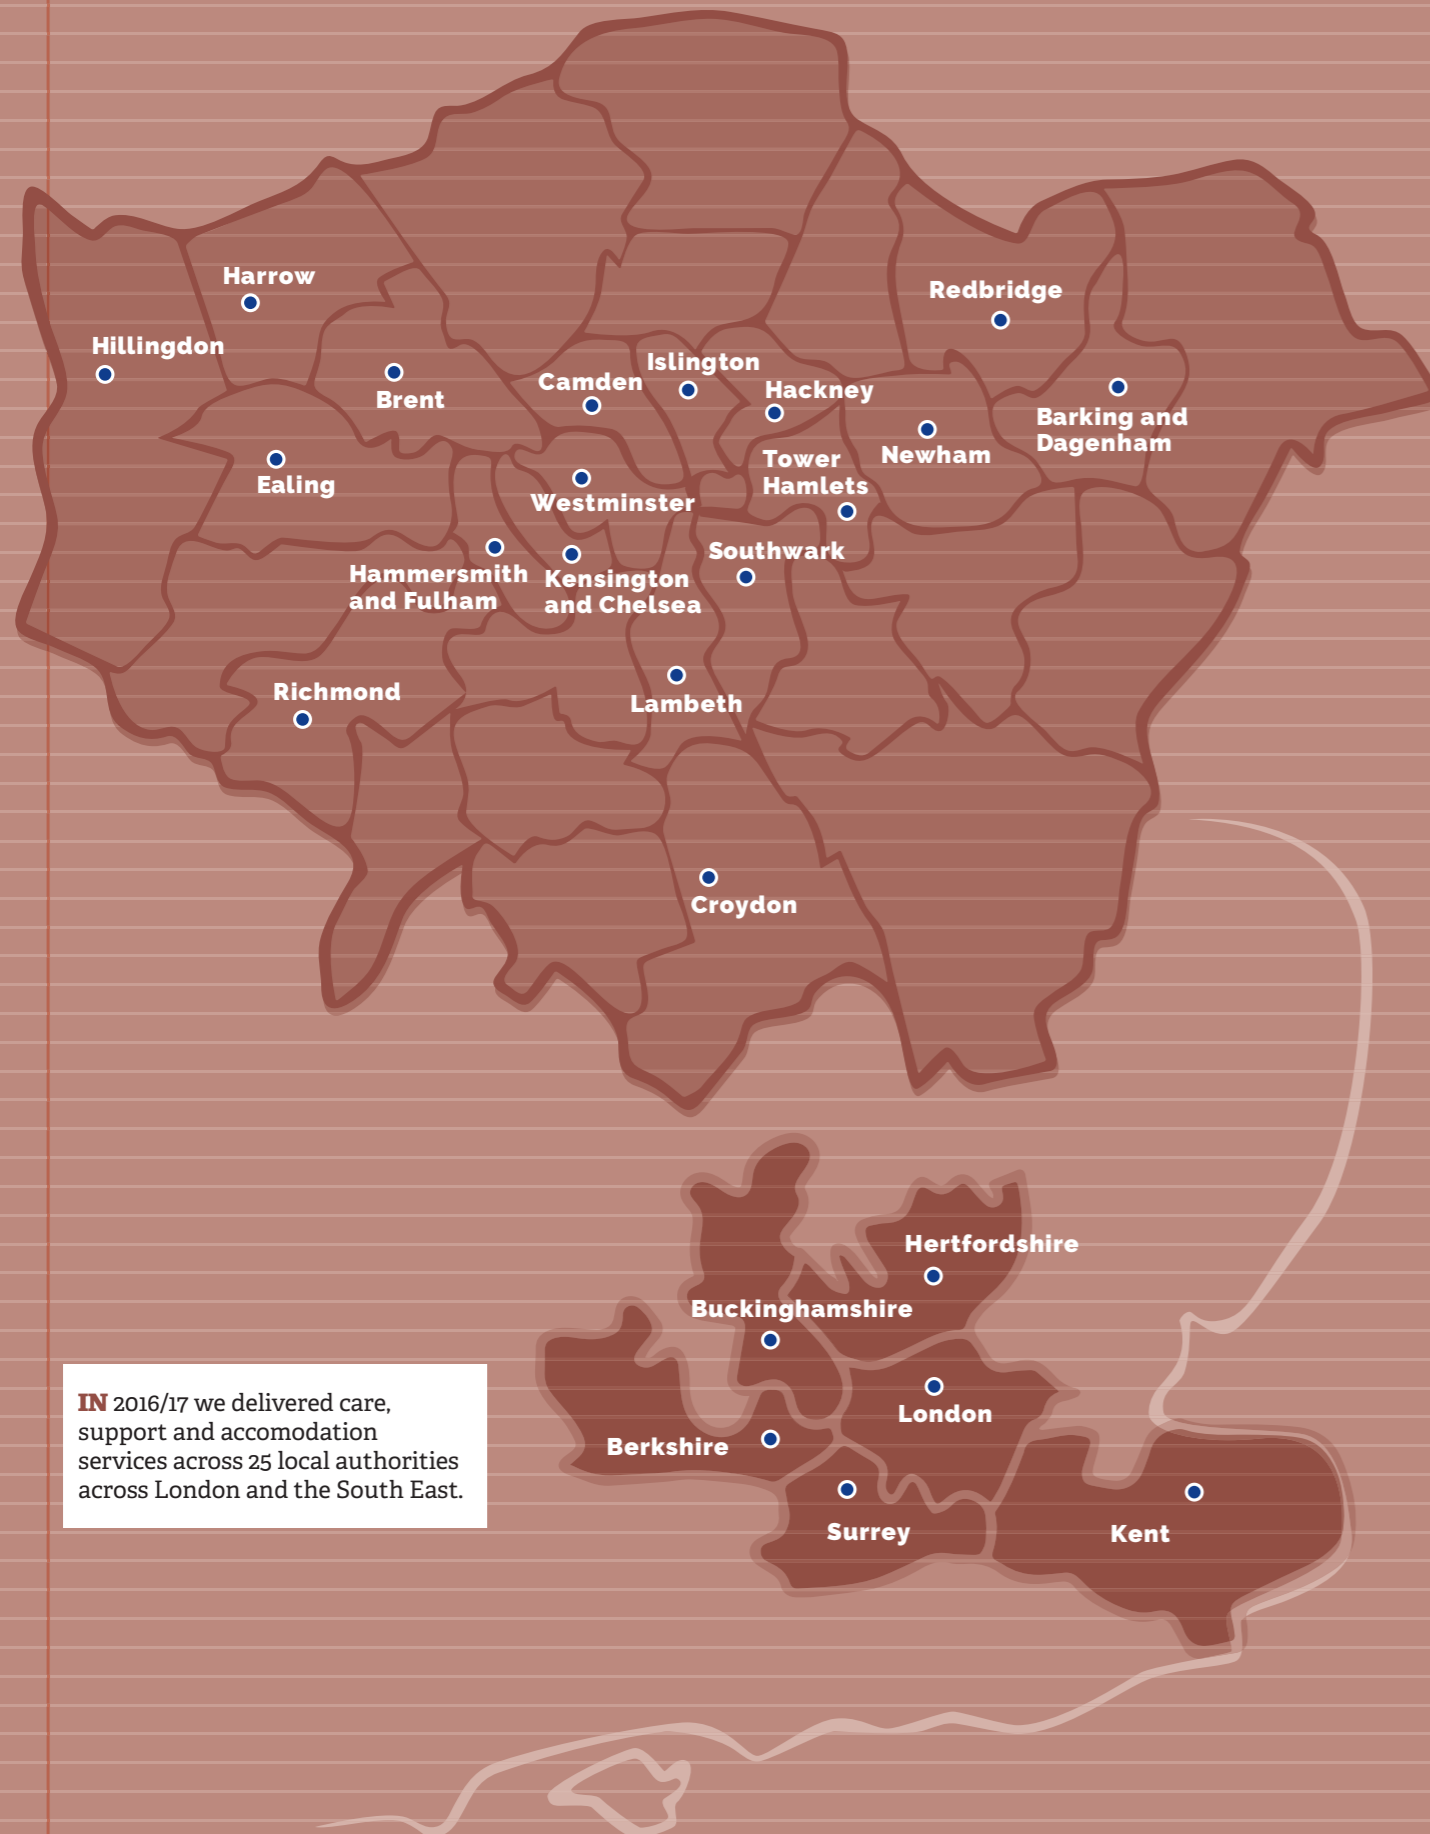 Harrow
Redbridge
Hillingdon
Islington
Camden
Hackney
Brent
Barking and
Dagenham
Newham
Tower
Hamlets
Ealing
Westminster
Southwark
Hammersmith
and Fulham
Kensington
and Chelsea
Richmond
Lambeth
Croydon
Hertfordshire
Buckinghamshire
London
Berkshire
Surrey
Kent
IN 2016/17 we delivered care,
support and accomodation
services across 25 local authorities
across London and the South East.